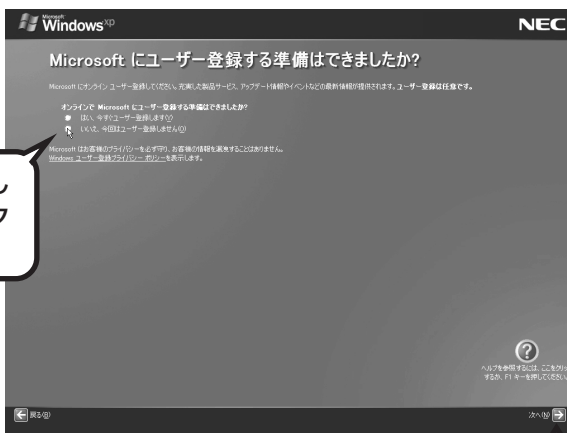 Microsoft
Windows xp
NEC
Microsoft にユーザー登録する準備はできましたか?
Microsoft にオンライン ユーザー登録してください。充実した製品サービス、アップデート情報やイベントなどの最新情報が提供されます。ユーザー登録は任意です。
オンラインで Microsoft にユーザー登録する準備はできましたか?
はい、今すぐユーザー登録します(Y)
いいえ、今回はユーザー登録しません(O)
Microsoft はお客様のプライバシーを必ず守り、お客様の情報を漏洩することはありません。
Windows ユーザー登録プライバシー ポリシーを表示します。
ん
ク
ヘルプを参照するには、ここをクリッ
するか、F1 キーを押してください。
戻る(B)
次へ(N)